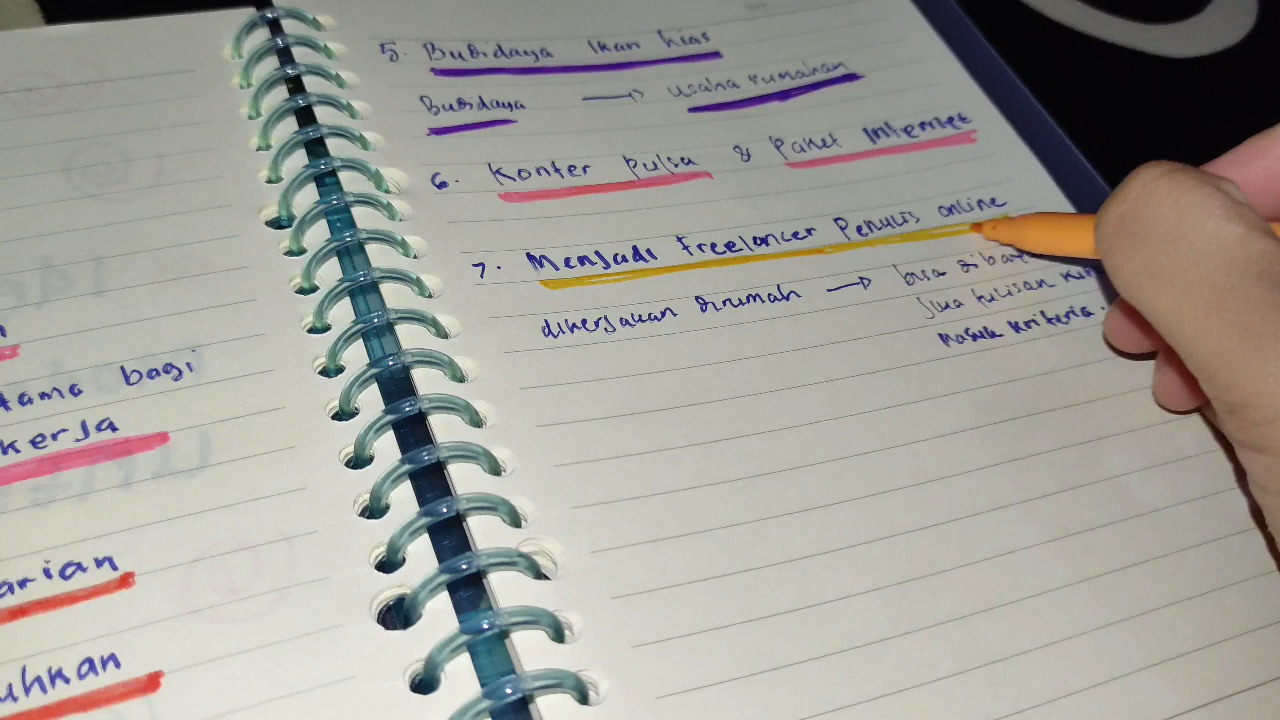 tama bagi
kerja
arian
uhkan
5. Budidaya Ikan hias
Budidaya → usaha rumahan
6. Konter Pulsa & Paket Internet
7. Menjadi Freelancer Penulis online
dikerjakan dirumah → bisa dibaya
jika tulisan
masuk kriteria.